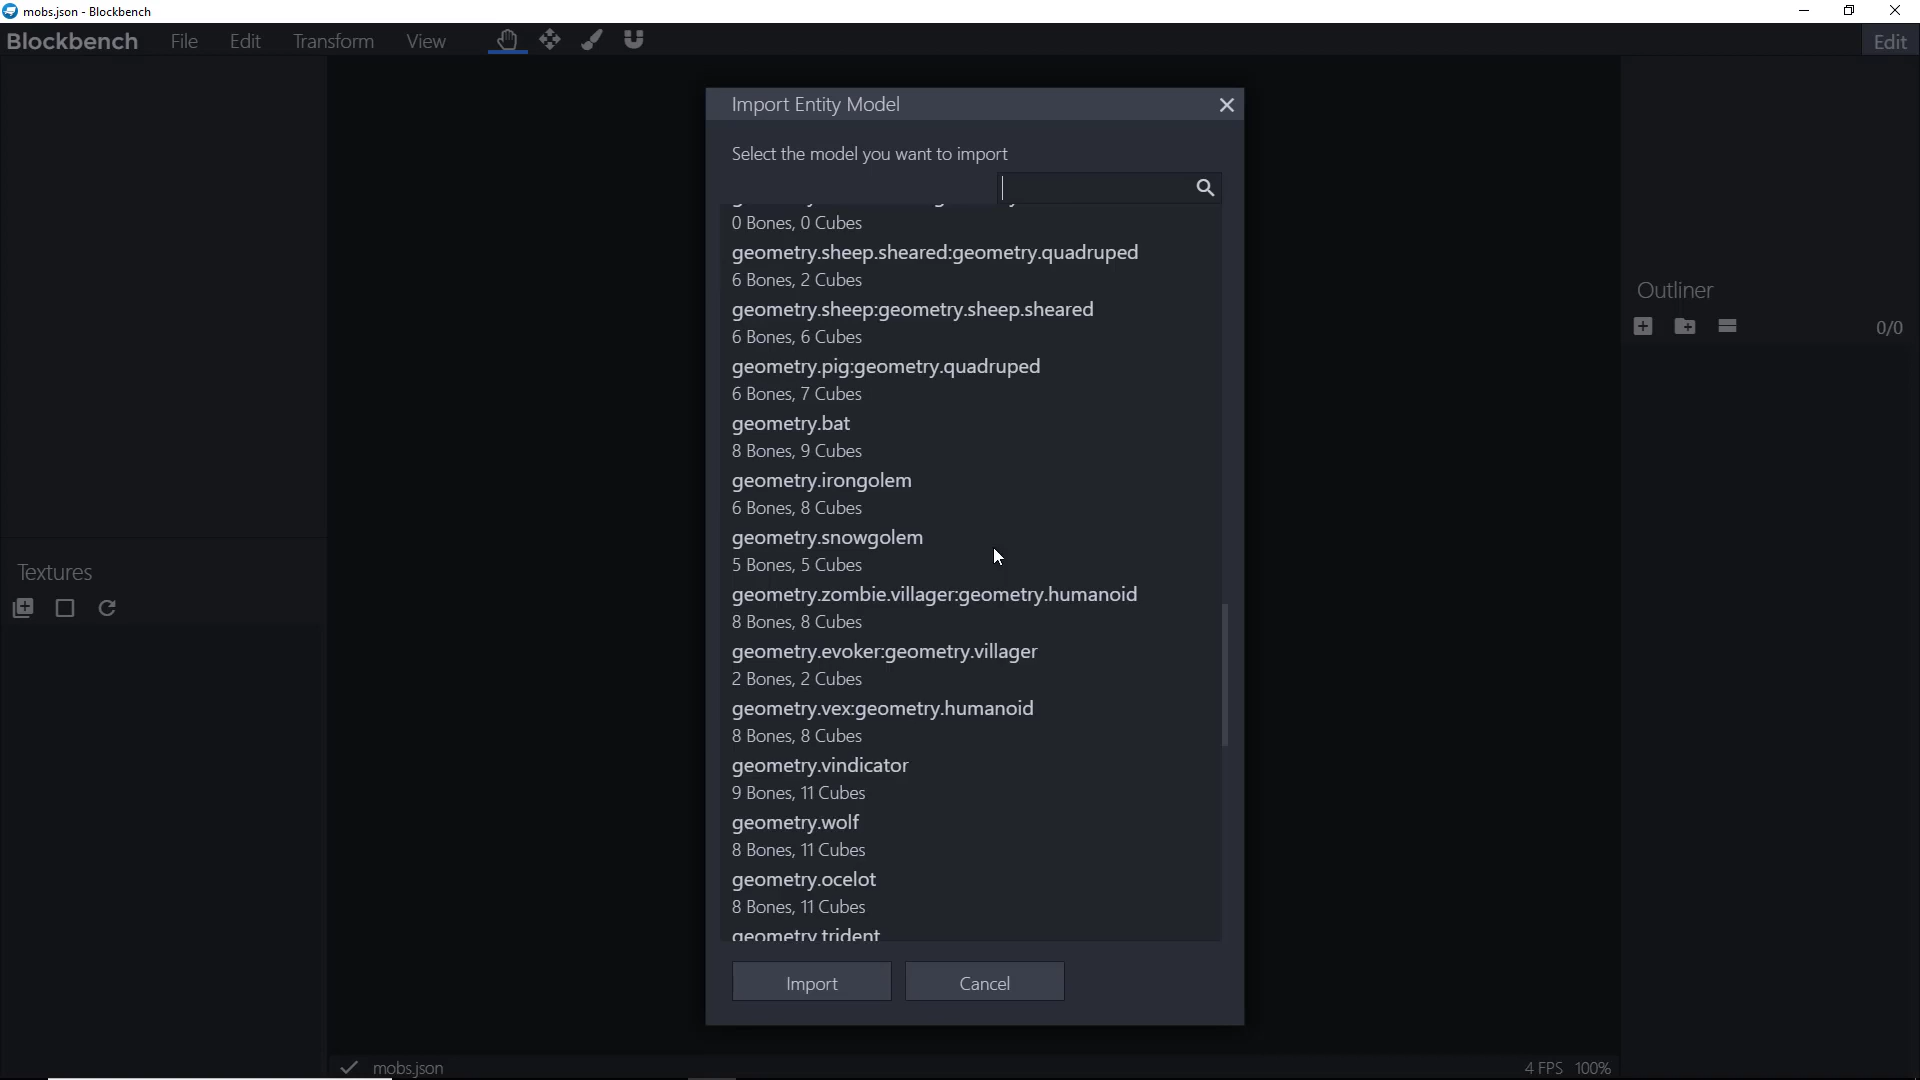 mobs.json - Blockbench
Blockbench File Edit Transform View Edit
Import Entity Model
Select the model you want to import
0 Bones, 0 Cubes
geometry.sheep.sheared:geometry.quadruped
6 Bones, 2 Cubes
geometry.sheep:geometry.sheep.sheared
6 Bones, 6 Cubes
geometry.pig:geometry.quadruped
6 Bones, 7 Cubes
geometry.bat
8 Bones, 9 Cubes
geometry.irongolem
6 Bones, 8 Cubes
geometry.snowgolem
5 Bones, 5 Cubes
geometry.zombie.villager:geometry.humanoid
8 Bones, 8 Cubes
geometry.evoker:geometry.villager
2 Bones, 2 Cubes
geometry.vex:geometry.humanoid
8 Bones, 8 Cubes
geometry.vindicator
9 Bones, 11 Cubes
geometry.wolf
8 Bones, 11 Cubes
geometry.ocelot
8 Bones, 11 Cubes
geometry.trident
Import Cancel
Outliner
0/0
Textures
mobs.json
4 FPS 100%